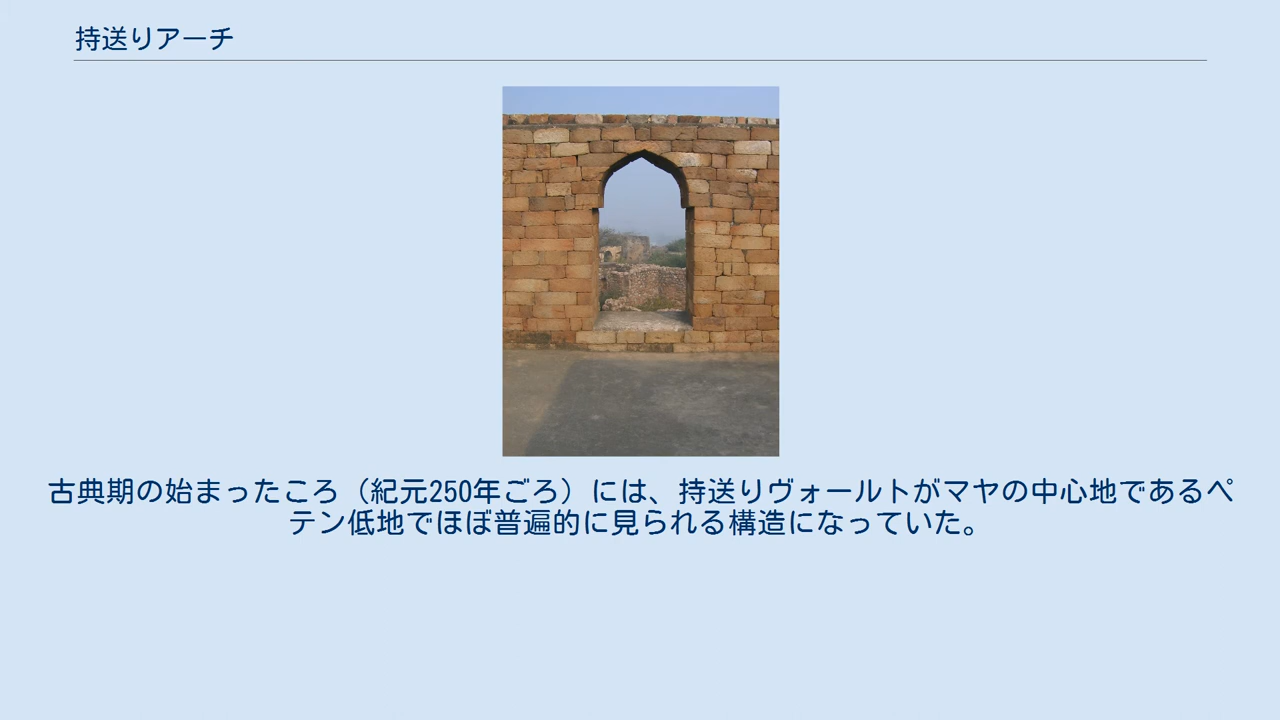 持送りアーチ
古典期の始まったころ（紀元250年ごろ）には、持送りヴォールトがマヤの中心地であるペ
テン低地でほぼ普遍的に見られる構造になっていた。